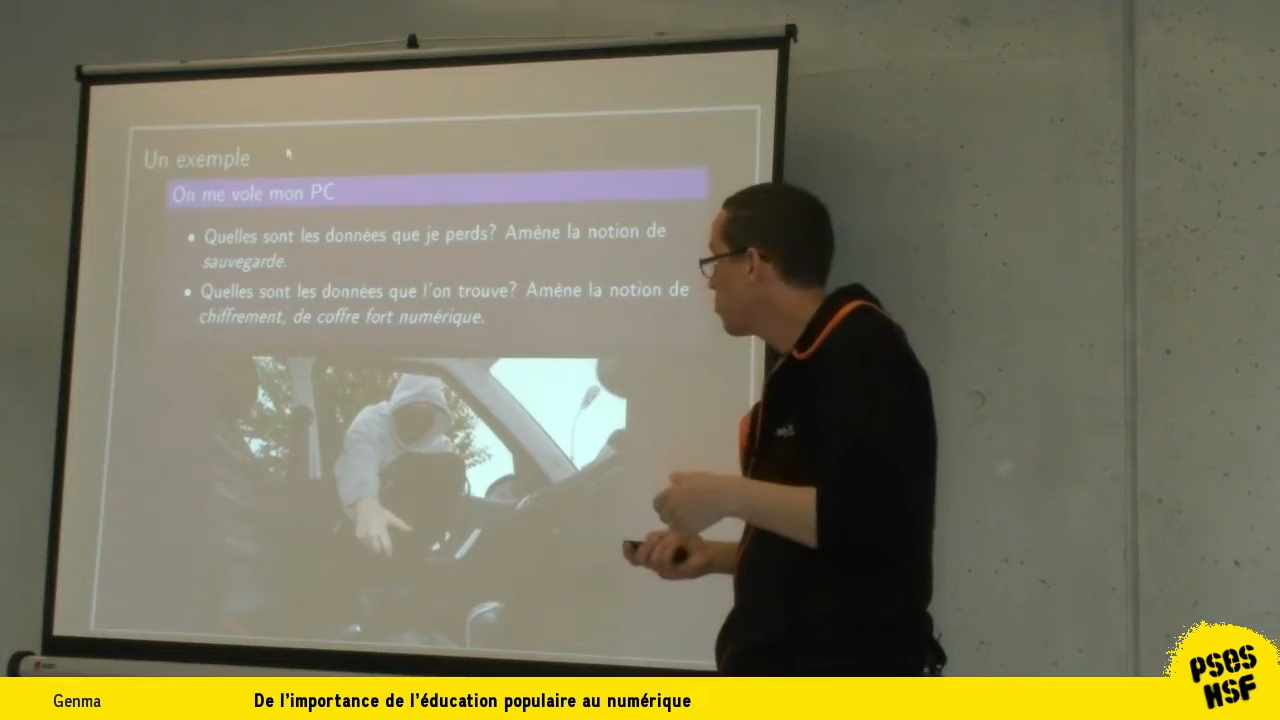 Un exemple
On me vole mon PC
• Quelles sont les données que je perds? Amène la notion de
sauvegarde.
• Quelles sont les données que l'on trouve? Amène la notion de
chiffrement, de coffre fort numérique.
Genma
De l'importance de l'éducation populaire au numérique
PSES
HSF